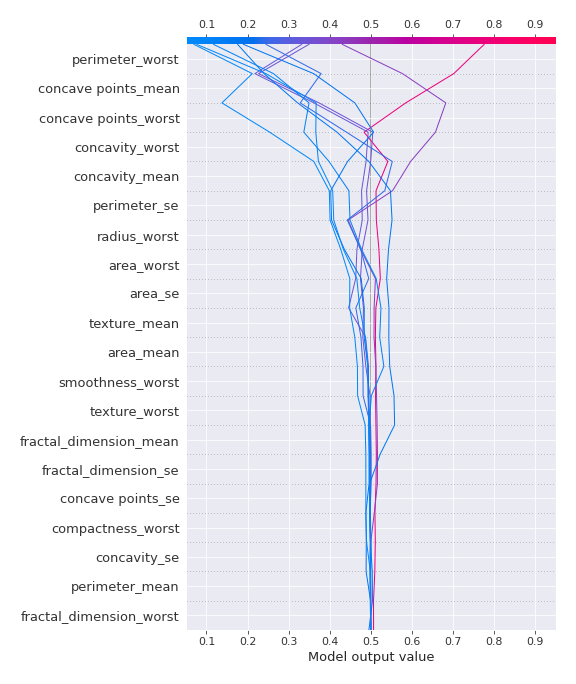 0.1 0.2 0.3 0.4 0.5 0.6 0.7 0.8 0.9
perimeter_worst
concave points_mean
concave points_worst
concavity_worst
concavity_mean
perimeter_se
radius_worst
area_worst
area_se
texture_mean
area_mean
smoothness_worst
texture_worst
fractal_dimension_mean
fractal_dimension_se
concave points_se
compactness_worst
concavity_se
perimeter_mean
fractal_dimension_worst
0.1 0.2 0.3 0.4 0.5 0.6 0.7 0.8 0.9
Model output value